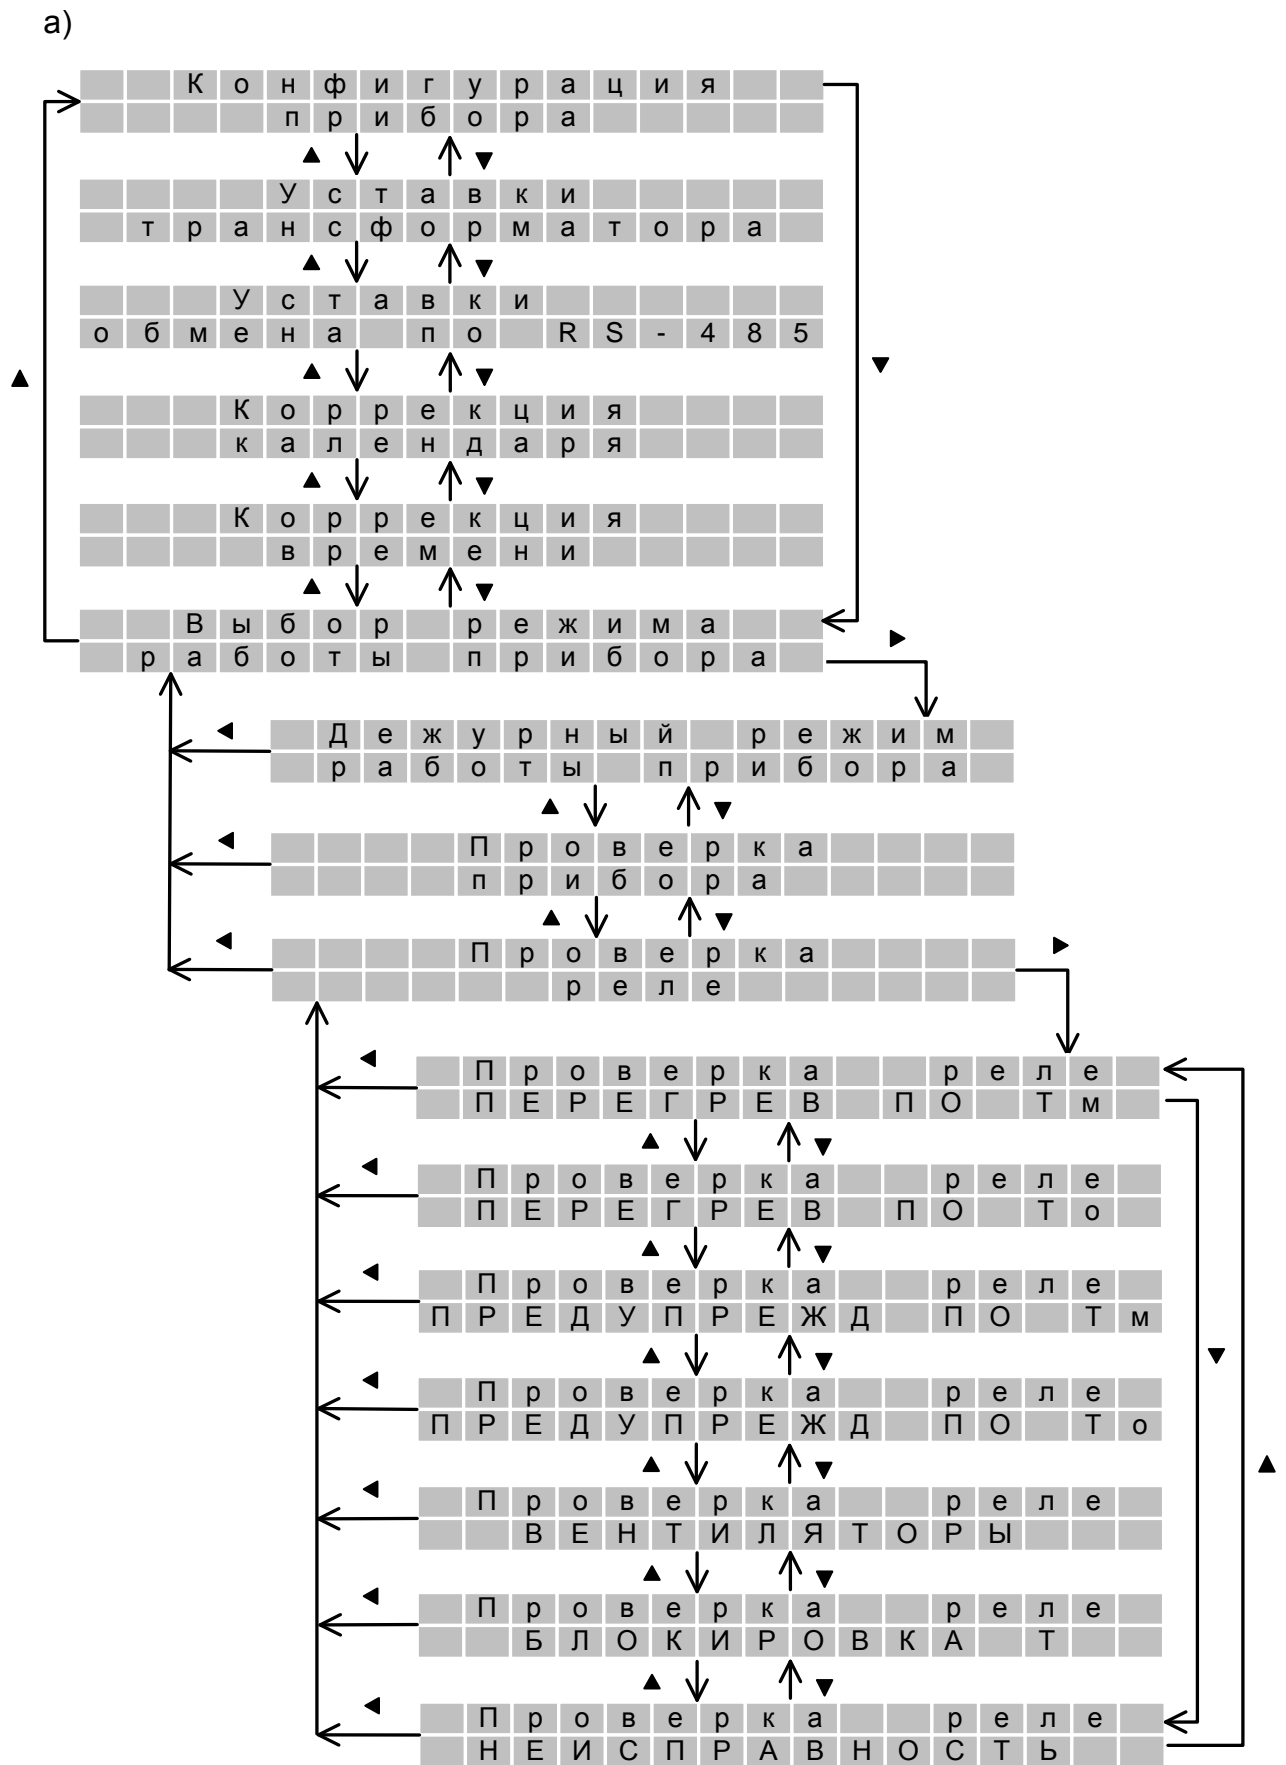 а)
Конфигурация
прибора
Уставки
трансформатора
Уставки
обмена по RS-485
Коррекция
календаря
Коррекция
времени
Выбор режима
работы прибора
Дежурный режим
работы прибора
Проверка
прибора
Проверка
реле
Проверка реле
ПЕРЕГРЕВ ПО Тм
Проверка реле
ПЕРЕГРЕВ ПО То
Проверка реле
ПРЕДУПРЕЖД ПО Тм
Проверка реле
ПРЕДУПРЕЖД ПО То
Проверка реле
ВЕНТИЛЯТОРЫ
Проверка реле
БЛОКИРОВКА Т
Проверка реле
НЕИСПРАВНОСТЬ